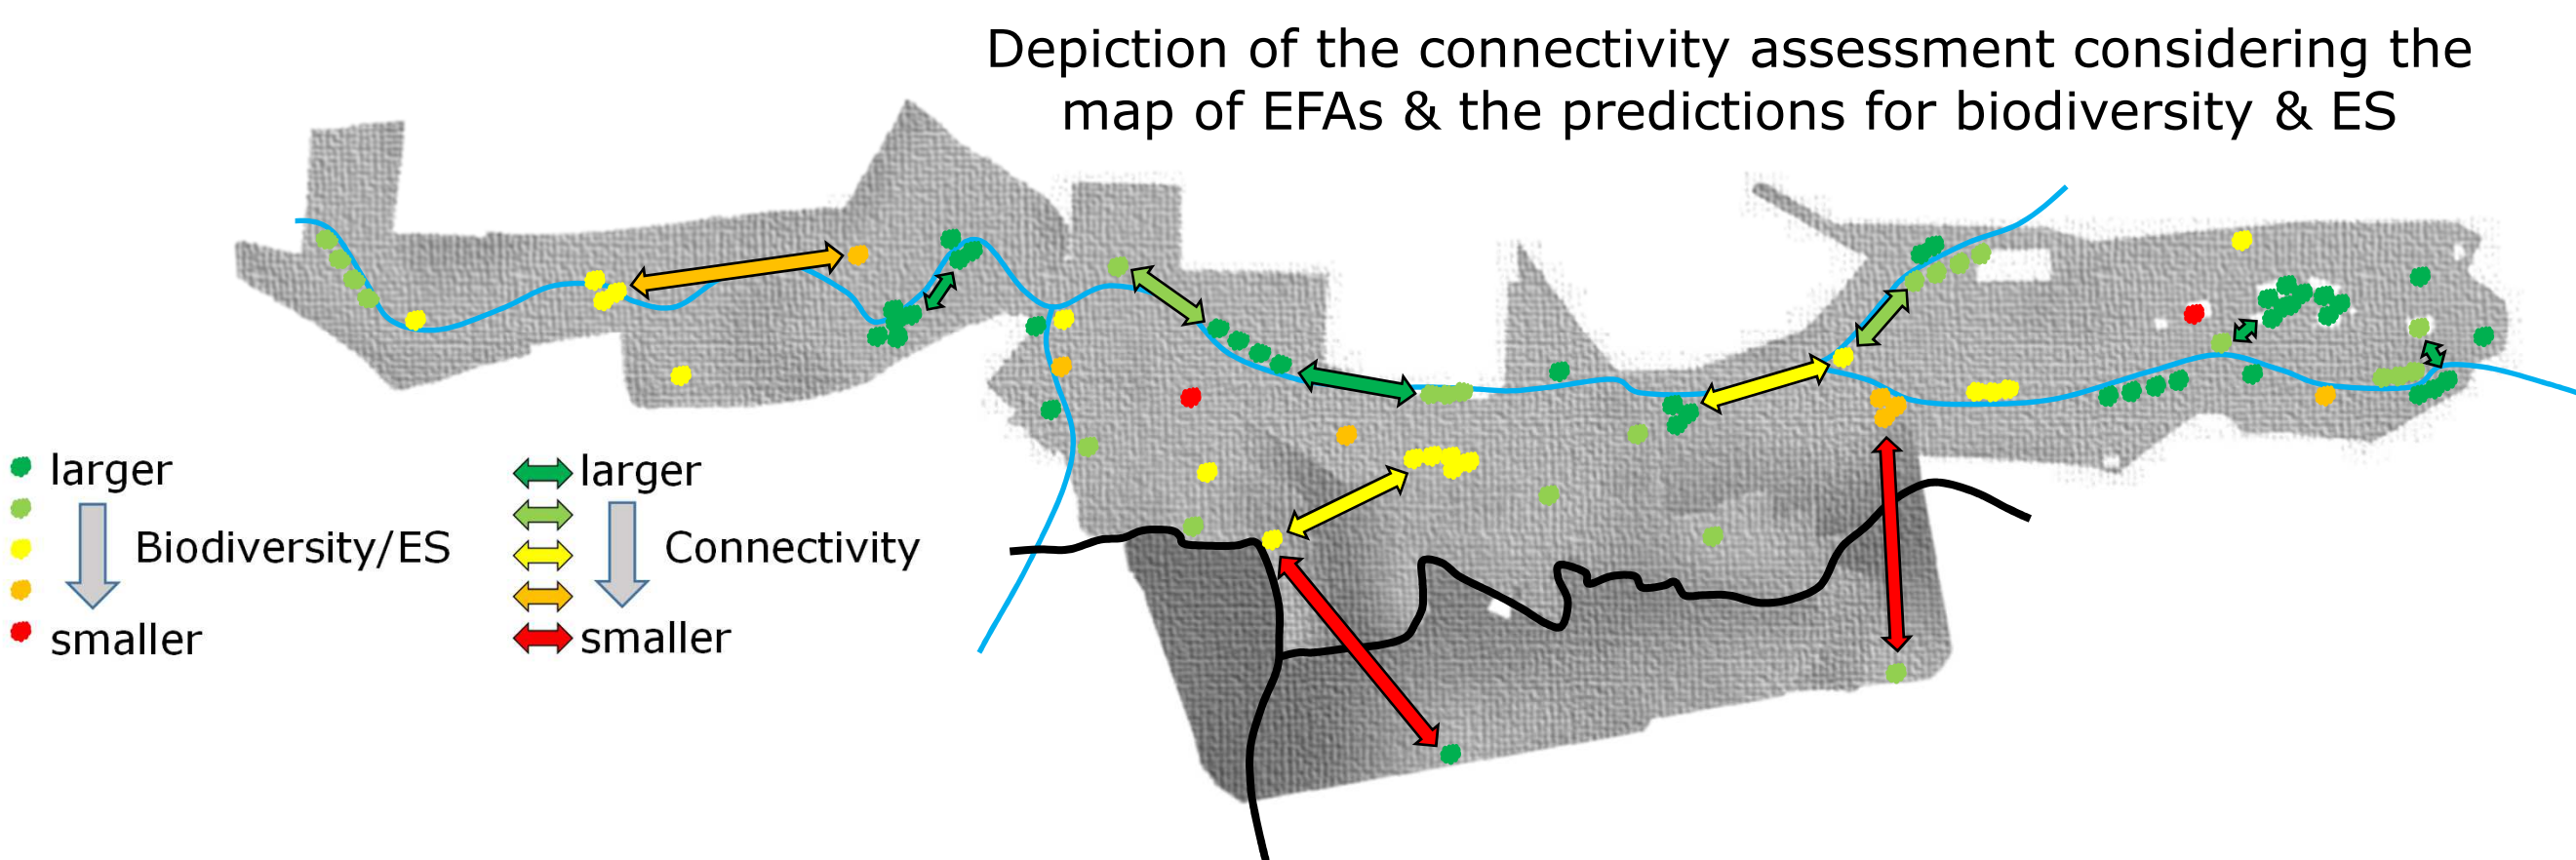 Depiction of the connectivity assessment considering the
map of EFAs & the predictions for biodiversity & ES
larger
Biodiversity/ES
smaller
larger
Connectivity
smaller